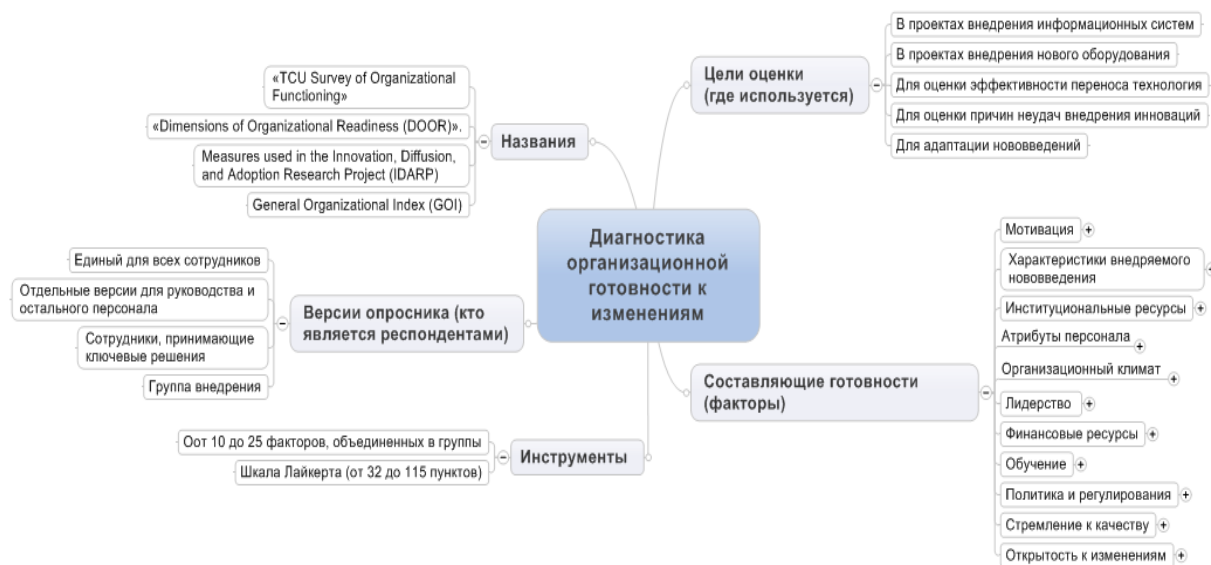 Диагностика
организационной
готовности к
изменениям
Названия
«TCU Survey of Organizational
Functioning»
«Dimensions of Organizational Readiness (DOOR)».
Measures used in the Innovation, Diffusion,
and Adoption Research Project (IDARP)
General Organizational Index (GOI)
Версии опросника (кто
является респондентами)
Единый для всех сотрудников
Отдельные версии для руководства и
остального персонала
Сотрудники, принимающие
ключевые решения
Группа внедрения
Инструменты
Оот 10 до 25 факторов, объединенных в группы
Шкала Лайкерта (от 32 до 115 пунктов)
Цели оценки
(где используется)
В проектах внедрения информационных систем
В проектах внедрения нового оборудования
Для оценки эффективности переноса технология
Для оценки причин неудач внедрения инноваций
Для адаптации нововведений
Составляющие готовности
(факторы)
Мотивация
Характеристики внедряемого
нововведения
Институциональные ресурсы
Атрибуты персонала
Организационный климат
Лидерство
Финансовые ресурсы
Обучение
Политика и регулирования
Стремление к качеству
Открытость к изменениям